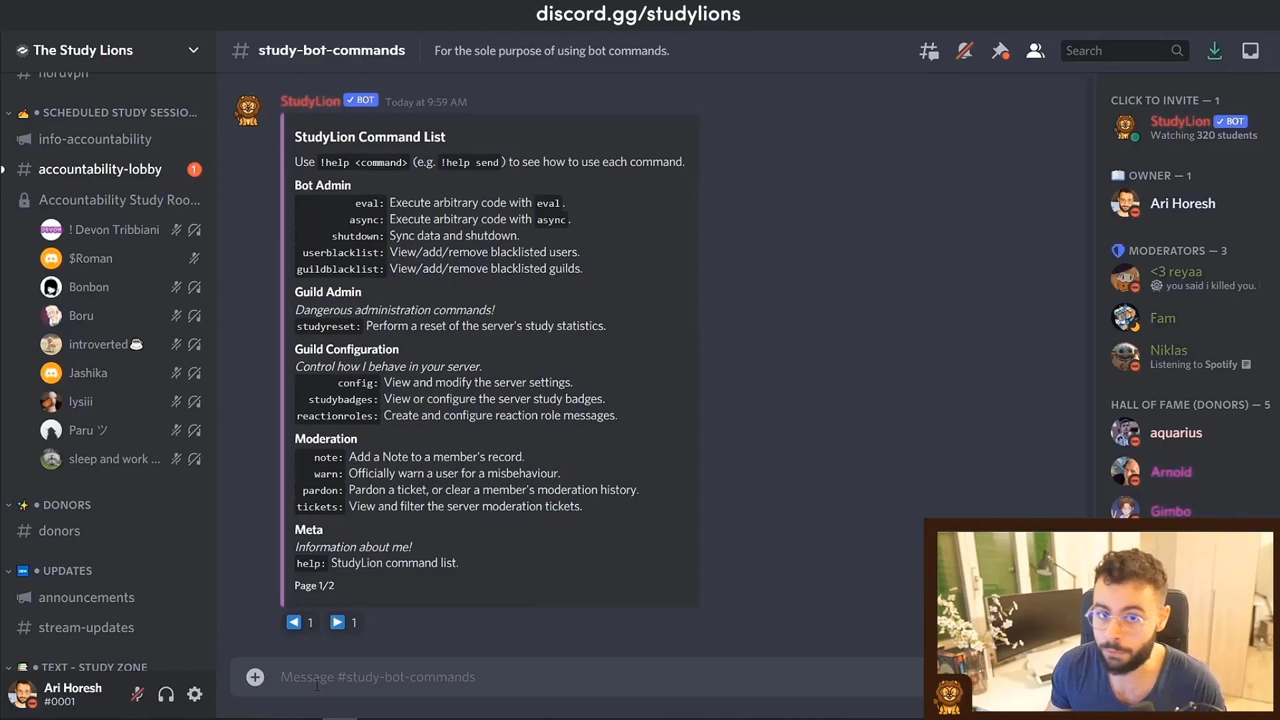 discord.gg/studylions
The Study Lions
# study-bot-commands
For the sole purpose of using bot commands.
Search
nordvpn
SCHEDULED STUDY SESSIO...
info-accountability
accountability-lobby
1
Accountability Study Roo...
! Devon Tribbiani
$Roman
Bonbon
Boru
introverted
Jashika
lysiii
Paru ツ
sleep and work ...
DONORS
donors
UPDATES
announcements
stream-updates
TEXT - STUDY ZONE
Ari Horesh
#0001
StudyLion BOT Today at 9:59 AM
StudyLion Command List
Use !help <command> (e.g. !help send) to see how to use each command.
Bot Admin
eval: Execute arbitrary code with eval.
async: Execute arbitrary code with async.
shutdown: Sync data and shutdown.
userblacklist: View/add/remove blacklisted users.
guildblacklist: View/add/remove blacklisted guilds.
Guild Admin
Dangerous administration commands!
studyreset: Perform a reset of the server's study statistics.
Guild Configuration
Control how I behave in your server.
config: View and modify the server settings.
studybadges: View or configure the server study badges.
reactionroles: Create and configure reaction role messages.
Moderation
note: Add a Note to a member's record.
warn: Officially warn a user for a misbehaviour.
pardon: Pardon a ticket, or clear a member's moderation history.
tickets: View and filter the server moderation tickets.
Meta
Information about me!
help: StudyLion command list.
Page 1/2
1 1
Message #study-bot-commands
CLICK TO INVITE — 1
StudyLion BOT
Watching 320 students
OWNER — 1
Ari Horesh
MODERATORS — 3
<3 reyaa
you said i killed you.
Fam
Niklas
Listening to Spotify
HALL OF FAME (DONORS) — 5
aquarius
Arnold
Gimbo